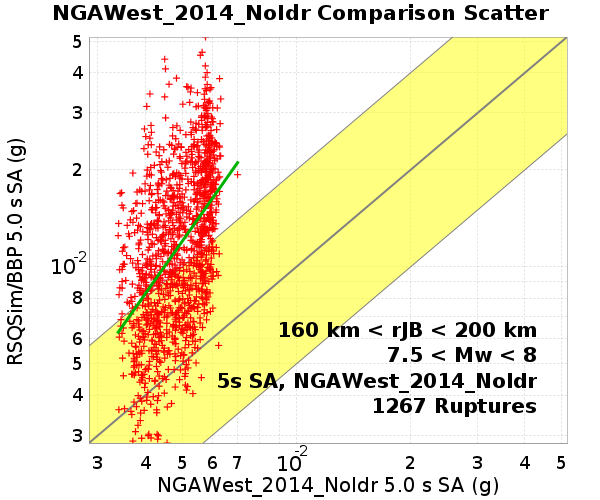 NGAWest_2014_NoIdr Comparison Scatter
5
4
3
2
10-2
8
6
5
4
3
RSQSim/BBP 5.0 s SA (g)
160 km < rJB < 200 km
7.5 < Mw < 8
5s SA, NGAWest_2014_NoIdr
1267 Ruptures
3 4 5 6 7 10-2 2 3 4 5
NGAWest_2014_NoIdr 5.0 s SA (g)